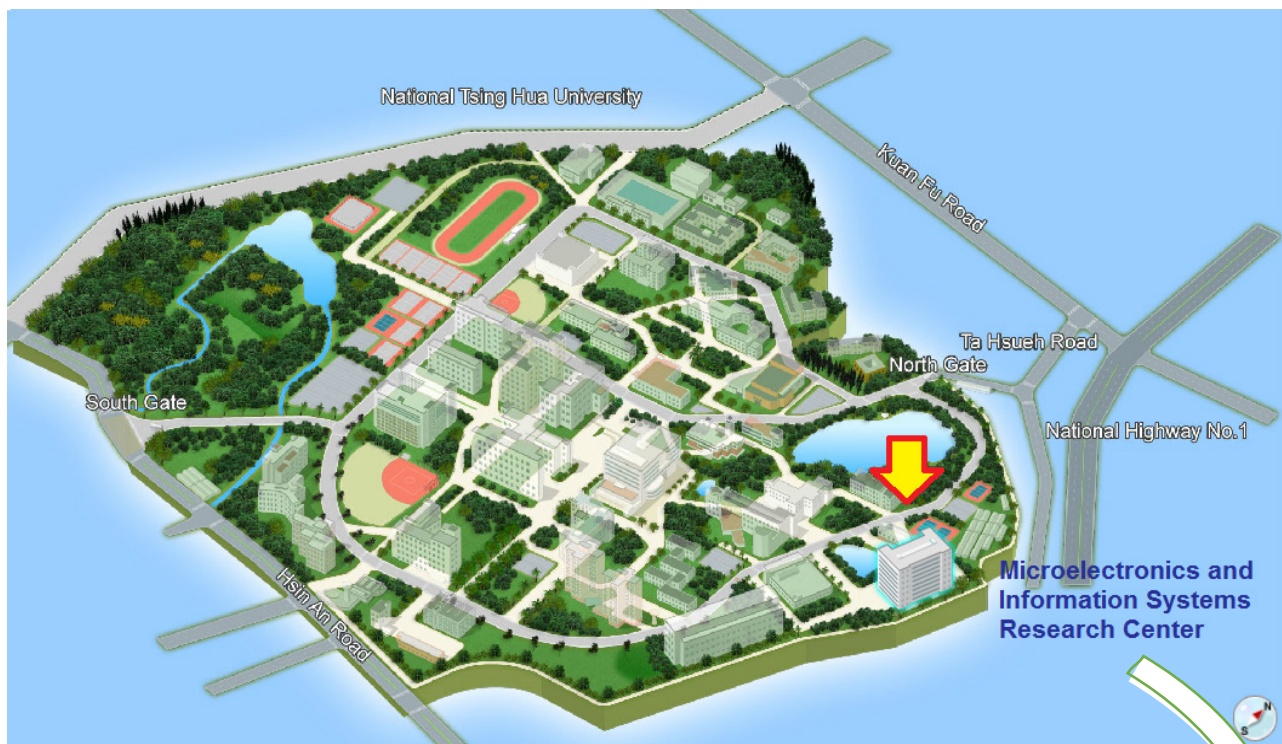 National Tsing Hua University
Kuan Fu Road
Ta Hsueh Road
North Gate
South Gate
National Highway No.1
Microelectronics and
Information Systems
Research Center
Hsin An Road
N
S